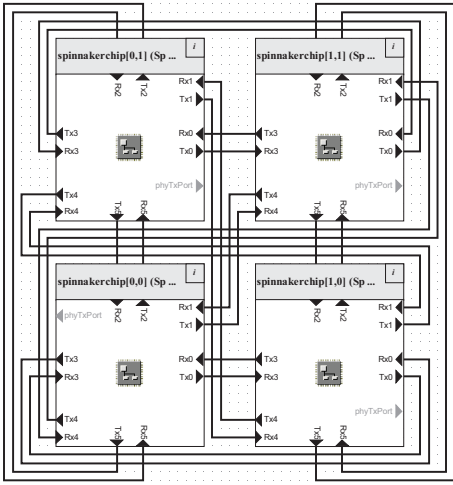 spinnakerchip[0,1] (Sp ...
i
Rx2
Tx2
Rx1
Tx1
Tx3
Rx3
Rx0
Tx0
phyTxPort
Tx4
Rx4
Tx5
Rx5
spinnakerchip[1,1] (Sp ...
i
Rx2
Tx2
Rx1
Tx1
Tx3
Rx3
Rx0
Tx0
phyTxPort
Tx4
Rx4
Tx5
Rx5
spinnakerchip[0,0] (Sp ...
i
Rx2
Tx2
phyTxPort
Rx1
Tx1
Tx3
Rx3
Rx0
Tx0
Tx4
Rx4
Tx5
Rx5
spinnakerchip[1,0] (Sp ...
i
Rx2
Tx2
Rx1
Tx1
Tx3
Rx3
Rx0
Tx0
phyTxPort
Tx4
Rx4
Tx5
Rx5